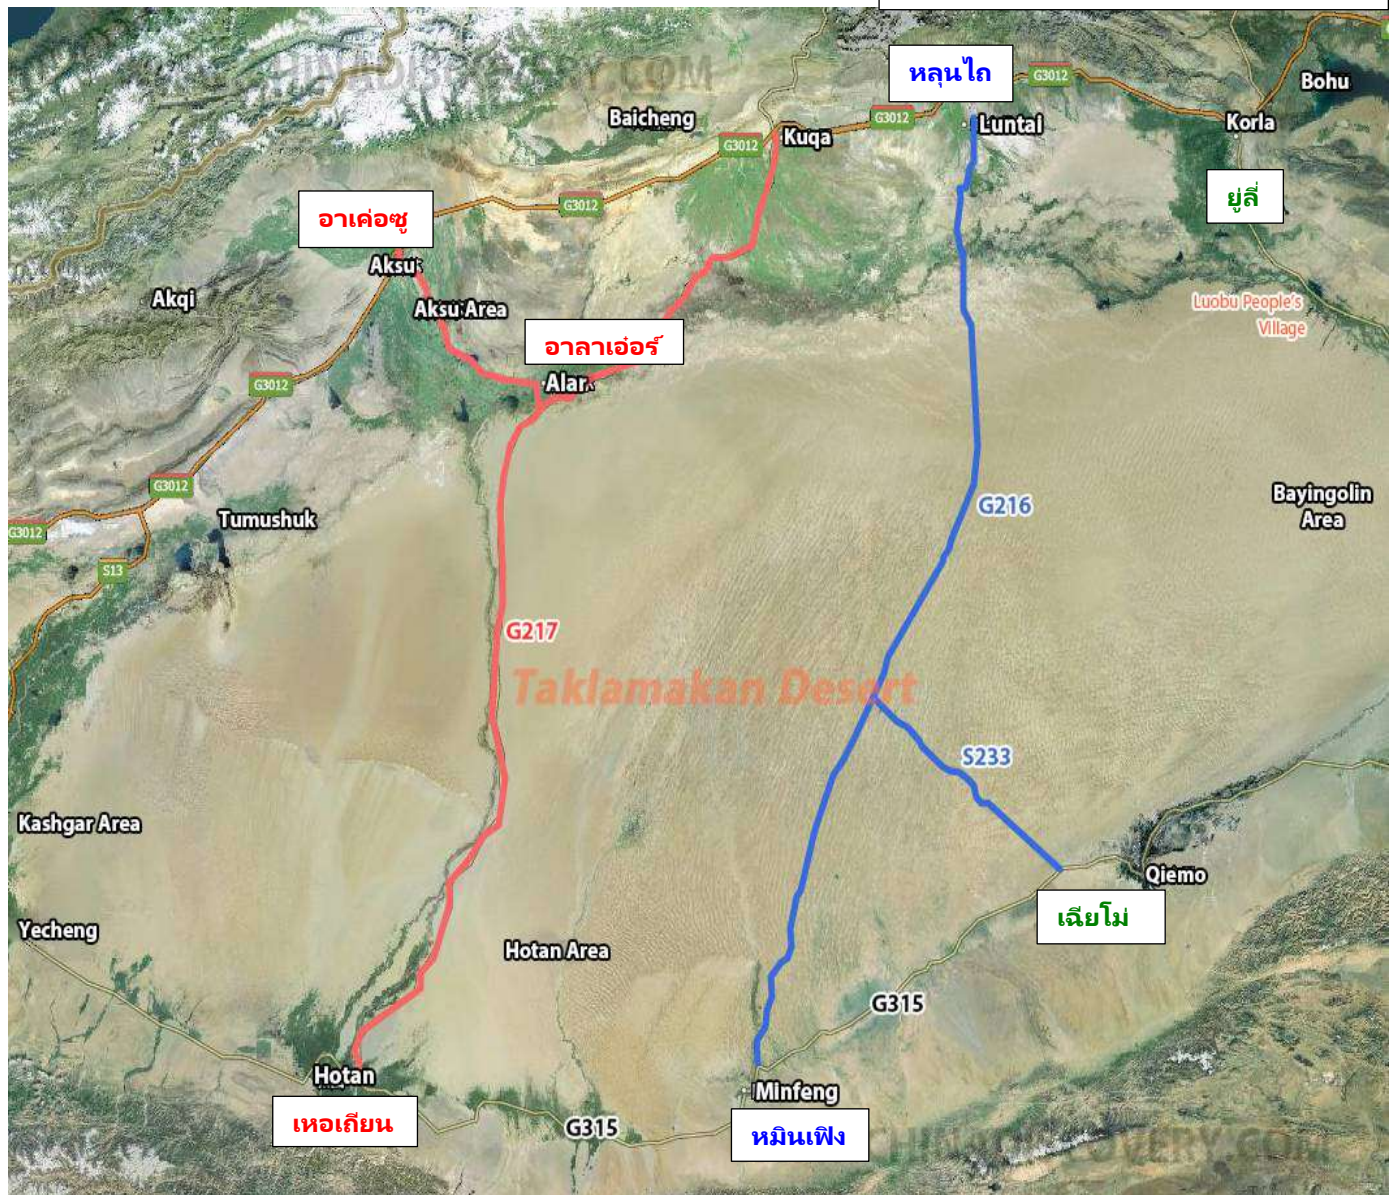 HINADISCOVERY.COM
หลุนไถ
G3012
Bohu
Baicheng
G3012
Luntai
Korla
G3012
Kuqa
ยู่ลี่
G3012
อาเค่อซู
Aksu
Akqi
Aksu Area
Luobu People's
Village
อาลาเอ๋อร์
G3012
Alar
G3012
Bayingolin
Area
G216
Tumushuk
G3012
S13
G217
Taklamakan Desert
S233
Kashgar Area
Qiemo
เฉียโม่
Yecheng
Hotan Area
G315
Hotan
Minfeng
เหอเถียน
G315
หมินเฟิง
HINADISCOVERY.COM